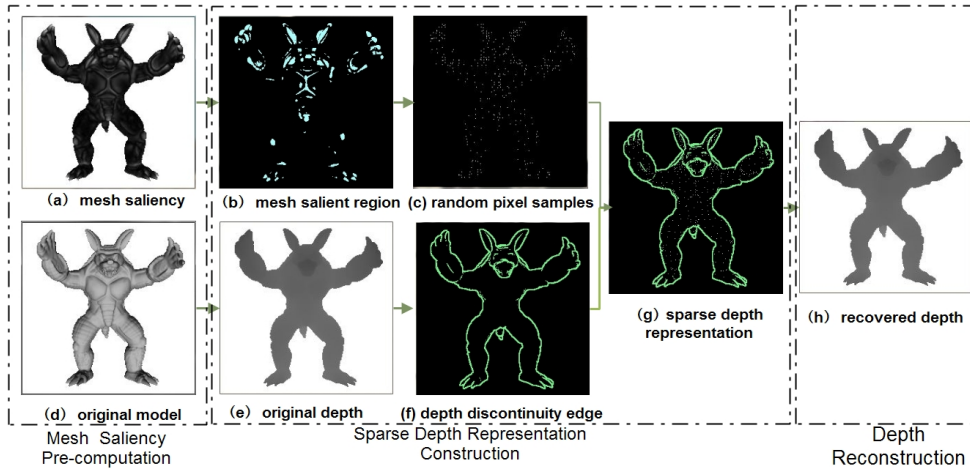 (a) mesh saliency
(b) mesh salient region
(c) random pixel samples
(d) original model
(e) original depth
(f) depth discontinuity edge
(g) sparse depth
representation
(h) recovered depth
Mesh Saliency
Pre-computation
Sparse Depth Representation
Construction
Depth
Reconstruction